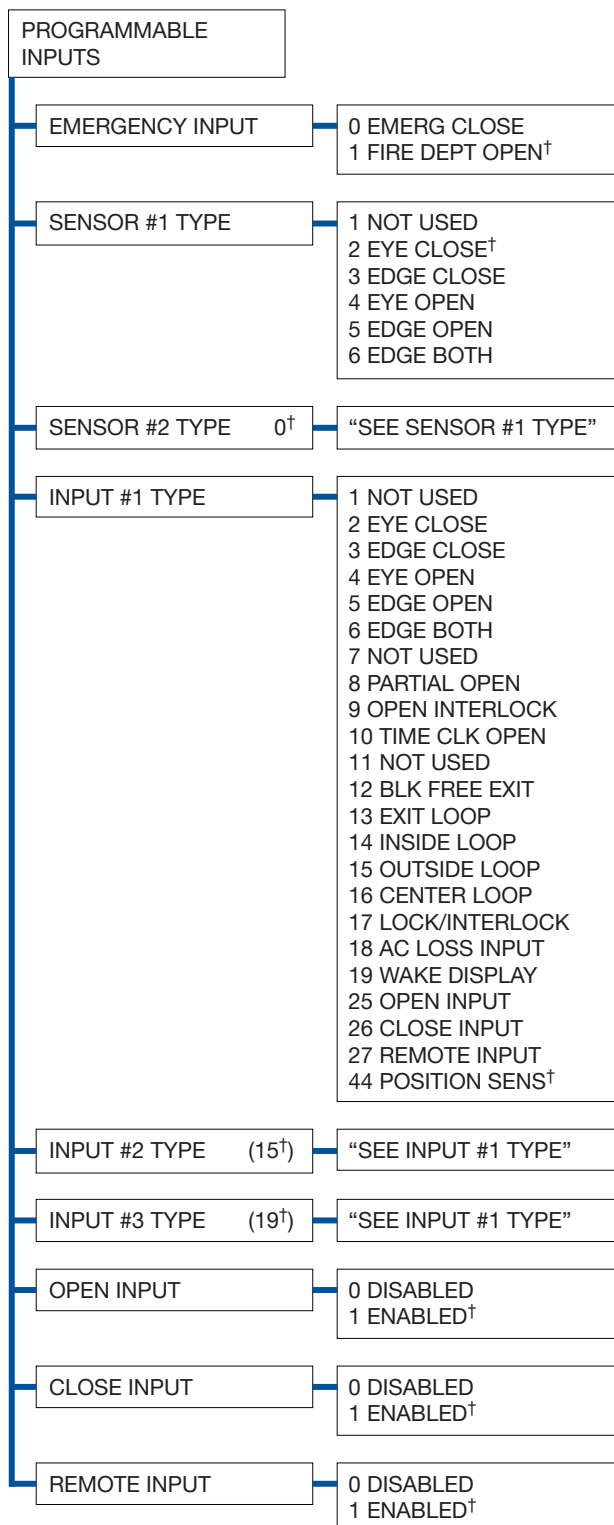 PROGRAMMABLE
INPUTS
EMERGENCY INPUT
0 EMERG CLOSE
1 FIRE DEPT OPEN†
SENSOR #1 TYPE
1 NOT USED
2 EYE CLOSE†
3 EDGE CLOSE
4 EYE OPEN
5 EDGE OPEN
6 EDGE BOTH
SENSOR #2 TYPE 0†
“SEE SENSOR #1 TYPE”
INPUT #1 TYPE
1 NOT USED
2 EYE CLOSE
3 EDGE CLOSE
4 EYE OPEN
5 EDGE OPEN
6 EDGE BOTH
7 NOT USED
8 PARTIAL OPEN
9 OPEN INTERLOCK
10 TIME CLK OPEN
11 NOT USED
12 BLK FREE EXIT
13 EXIT LOOP
14 INSIDE LOOP
15 OUTSIDE LOOP
16 CENTER LOOP
17 LOCK/INTERLOCK
18 AC LOSS INPUT
19 WAKE DISPLAY
25 OPEN INPUT
26 CLOSE INPUT
27 REMOTE INPUT
44 POSITION SENS†
INPUT #2 TYPE (15†)
“SEE INPUT #1 TYPE”
INPUT #3 TYPE (19†)
“SEE INPUT #1 TYPE”
OPEN INPUT
0 DISABLED
1 ENABLED†
CLOSE INPUT
0 DISABLED
1 ENABLED†
REMOTE INPUT
0 DISABLED
1 ENABLED†